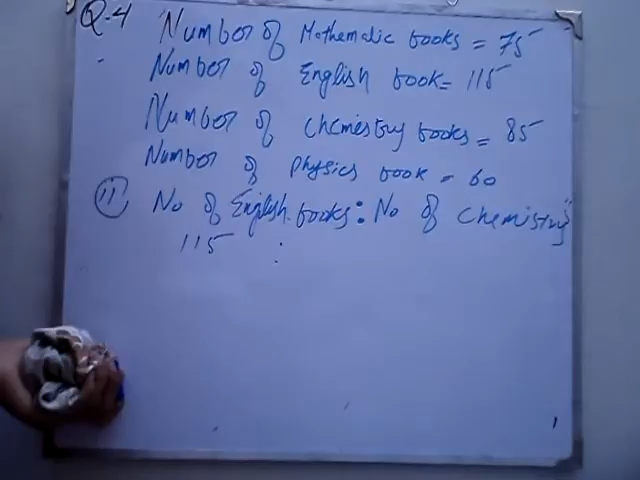 Q-4 Number of Mathematic books = 75
Number of English book = 115
Number of Chemistry books = 85
Number of Physics book = 60
(ii) No of English books : No of Chemistry"
115 :